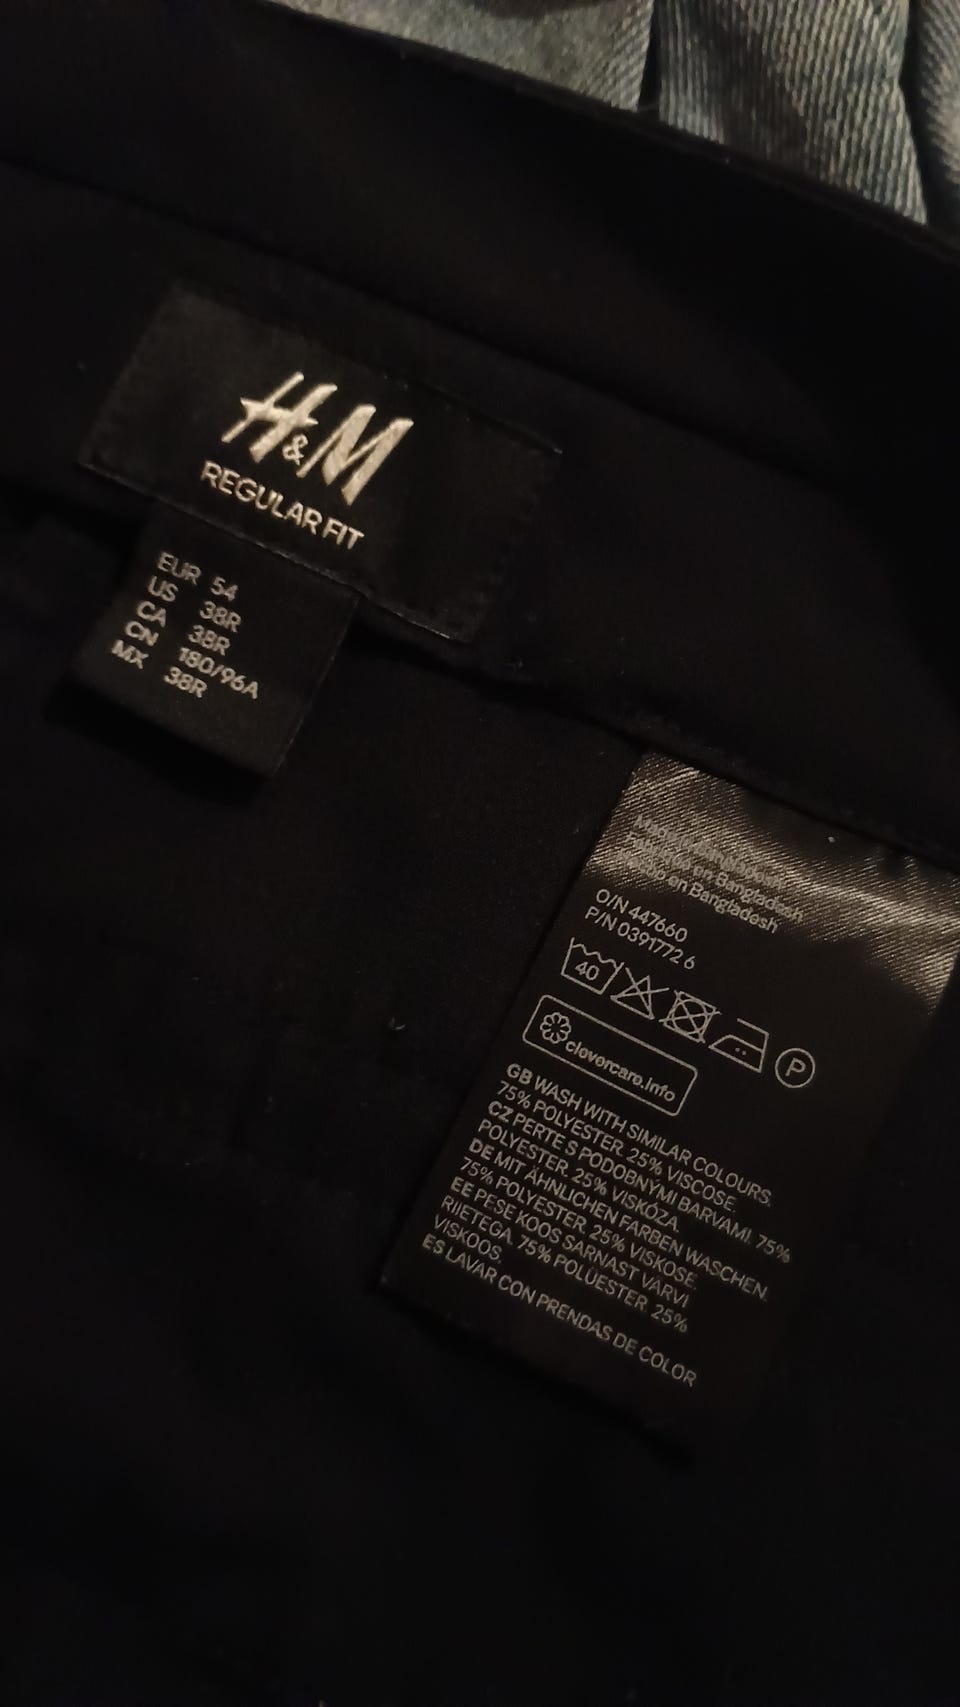 H&M
REGULAR FIT
EUR 54
US 38R
CA 38R
CN 180/96A
MX 38R
en Bangladesh
en Bangladesh
O/N 447660
P/N 0391772 6
40
P
clevercare.info
GB WASH WITH SIMILAR COLOURS.
75% POLYESTER. 25% VISCOSE.
CZ PERTE S PODOBNÝMI BARVAMI. 75%
POLYESTER. 25% VISKÓZA.
DE MIT ÄHNLICHEN FARBEN WASCHEN.
75% POLYESTER. 25% VISKOSE.
EE PESE KOOS SARNAST VÄRVI
RIIETEGA. 75% POLÜESTER. 25%
VISKOOS.
ES LAVAR CON PRENDAS DE COLOR